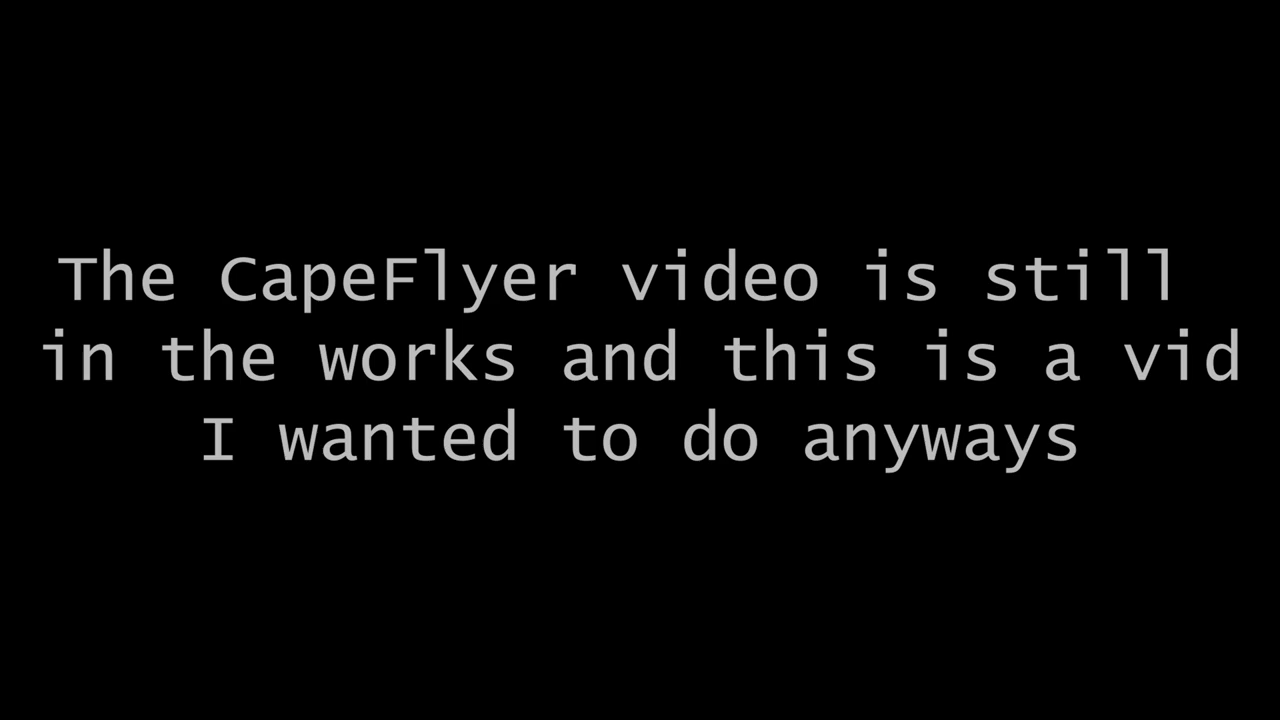 The CapeFlyer video is still
in the works and this is a vid
I wanted to do anyways